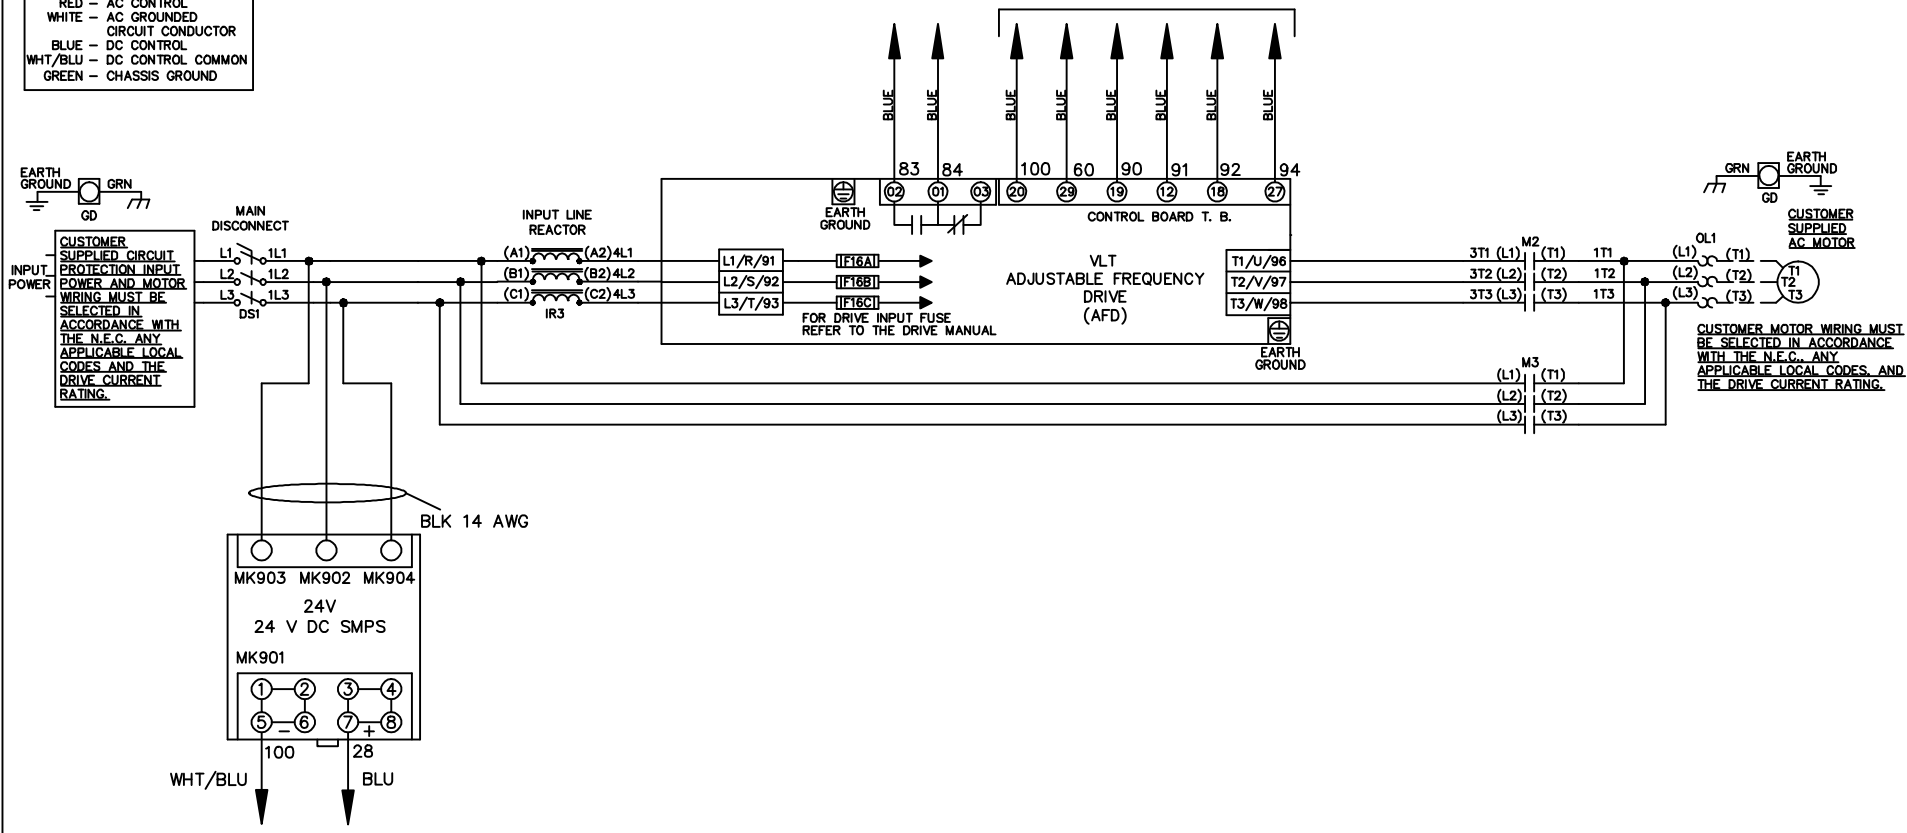 RED – AC CONTROL
WHITE – AC GROUNDED
CIRCUIT CONDUCTOR
BLUE – DC CONTROL
WHT/BLU – DC CONTROL COMMON
GREEN – CHASSIS GROUND
BLUE BLUE BLUE BLUE BLUE BLUE BLUE BLUE
83 84 100 60 90 91 92 94
02 01 03 20 29 19 12 18 27
EARTH
GROUND
GRN
GD
EARTH
GROUND
CONTROL BOARD T. B.
GRN
EARTH
GROUND
GD
MAIN
DISCONNECT
INPUT LINE
REACTOR
CUSTOMER
SUPPLIED
AC MOTOR
INPUT
POWER
CUSTOMER
SUPPLIED CIRCUIT
PROTECTION INPUT
POWER AND MOTOR
WIRING MUST BE
SELECTED IN
ACCORDANCE WITH
THE N.E.C. ANY
APPLICABLE LOCAL
CODES AND THE
DRIVE CURRENT
RATING.
L1 1L1
L2 1L2
L3 1L3
DS1
(A1) (A2) 4L1
(B1) (B2) 4L2
(C1) (C2) 4L3
IR3
L1/R/91
L2/S/92
L3/T/93
IF16AI
IF16BI
IF16CI
FOR DRIVE INPUT FUSE
REFER TO THE DRIVE MANUAL
VLT
ADJUSTABLE FREQUENCY
DRIVE
(AFD)
T1/U/96
T2/V/97
T3/W/98
EARTH
GROUND
M2
3T1 (L1) (T1) 1T1
3T2 (L2) (T2) 1T2
3T3 (L3) (T3) 1T3
OL1
(L1) (T1)
(L2) (T2)
(L3) (T3)
T1
T2
T3
CUSTOMER MOTOR WIRING MUST
BE SELECTED IN ACCORDANCE
WITH THE N.E.C., ANY
APPLICABLE LOCAL CODES, AND
THE DRIVE CURRENT RATING.
M3
(L1) (T1)
(L2) (T2)
(L3) (T3)
BLK 14 AWG
MK903 MK902 MK904
24V
24 V DC SMPS
MK901
1 2 3 4
5 6 7 8
– +
100 28
WHT/BLU BLU